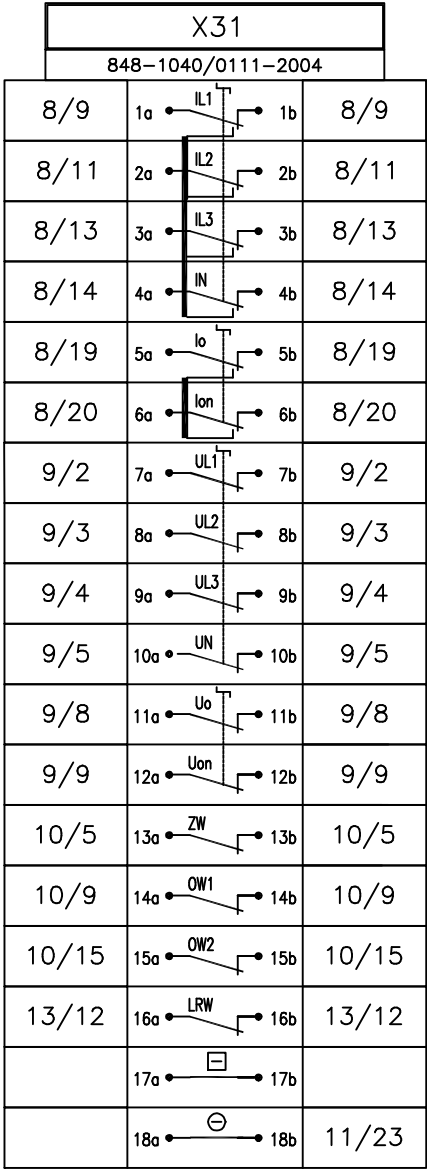 X31
848-1040/0111-2004
8/9 1a IL1 1b 8/9
8/11 2a IL2 2b 8/11
8/13 3a IL3 3b 8/13
8/14 4a IN 4b 8/14
8/19 5a Io 5b 8/19
8/20 6a Ion 6b 8/20
9/2 7a UL1 7b 9/2
9/3 8a UL2 8b 9/3
9/4 9a UL3 9b 9/4
9/5 10a UN 10b 9/5
9/8 11a Uo 11b 9/8
9/9 12a Uon 12b 9/9
10/5 13a ZW 13b 10/5
10/9 14a OW1 14b 10/9
10/15 15a OW2 15b 10/15
13/12 16a LRW 16b 13/12
17a 17b
18a 18b 11/23